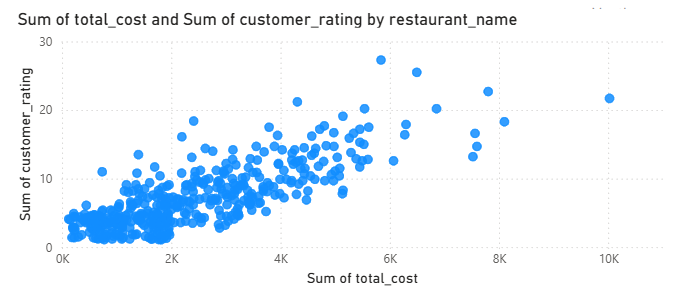 Sum of total_cost and Sum of customer_rating by restaurant_name
30
20
10
0
Sum of customer_rating
0K 2K 4K 6K 8K 10K
Sum of total_cost